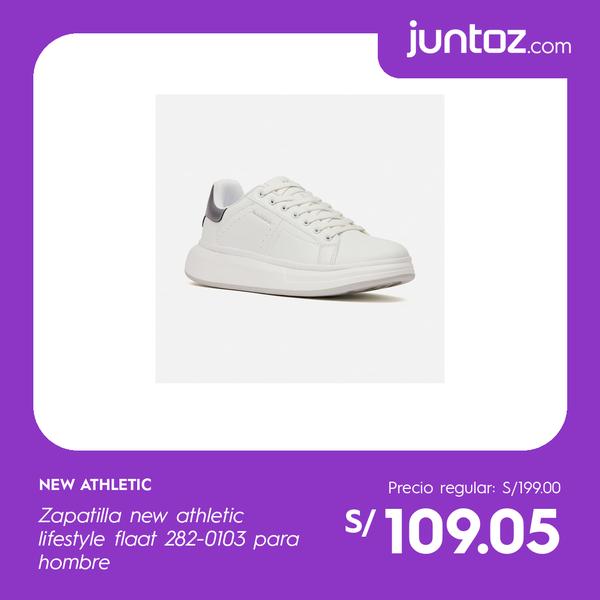 juntoz.com
NEW ATHLETIC
Zapatilla new athletic
lifestyle flaat 282-0103 para
hombre
Precio regular: S/199.00
S/ 109.05